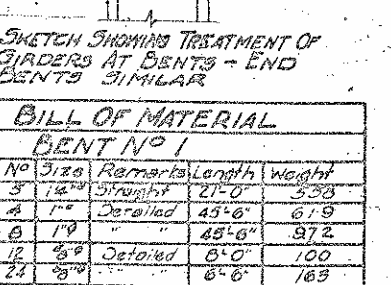 SKETCH SHOWING TREATMENT OF
GIRDERS AT BENTS - END
BENTS SIMILAR
BILL OF MATERIAL
BENT Nº 1
Nº Size Remarks Length Weight
Straight 21'-0" 538
4 1"ᶲ Detailed 45'-6" 619
8 1"ᶲ " " 45'-6" 972
12 Detailed 8'-0" 100
24 " " 6'-6" 163